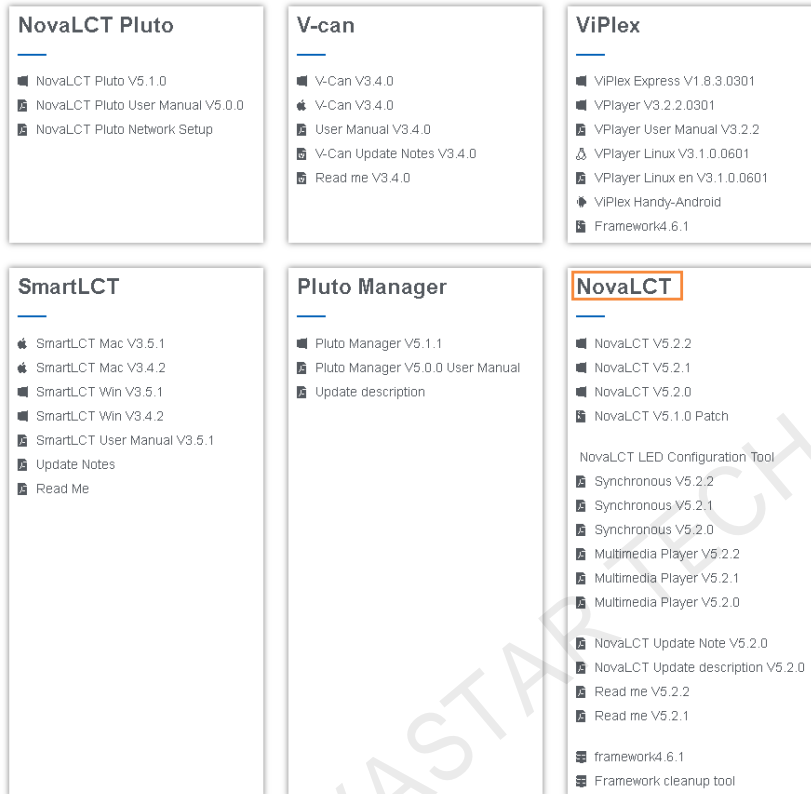 NovaLCT Pluto
NovaLCT Pluto V5.1.0
NovaLCT Pluto User Manual V5.0.0
NovaLCT Pluto Network Setup
V-can
V-Can V3.4.0
V-Can V3.4.0
User Manual V3.4.0
V-Can Update Notes V3.4.0
Read me V3.4.0
ViPlex
ViPlex Express V1.8.3.0301
VPlayer V3.2.2.0301
VPlayer User Manual V3.2.2
VPlayer Linux V3.1.0.0601
VPlayer Linux en V3.1.0.0601
ViPlex Handy-Android
Framework4.6.1
SmartLCT
SmartLCT Mac V3.5.1
SmartLCT Mac V3.4.2
SmartLCT Win V3.5.1
SmartLCT Win V3.4.2
SmartLCT User Manual V3.5.1
Update Notes
Read Me
Pluto Manager
Pluto Manager V5.1.1
Pluto Manager V5.0.0 User Manual
Update description
NovaLCT
NovaLCT V5.2.2
NovaLCT V5.2.1
NovaLCT V5.2.0
NovaLCT V5.1.0 Patch
NovaLCT LED Configuration Tool
Synchronous V5.2.2
Synchronous V5.2.1
Synchronous V5.2.0
Multimedia Player V5.2.2
Multimedia Player V5.2.1
Multimedia Player V5.2.0
NovaLCT Update Note V5.2.0
NovaLCT Update description V5.2.0
Read me V5.2.2
Read me V5.2.1
framework4.6.1
Framework cleanup tool